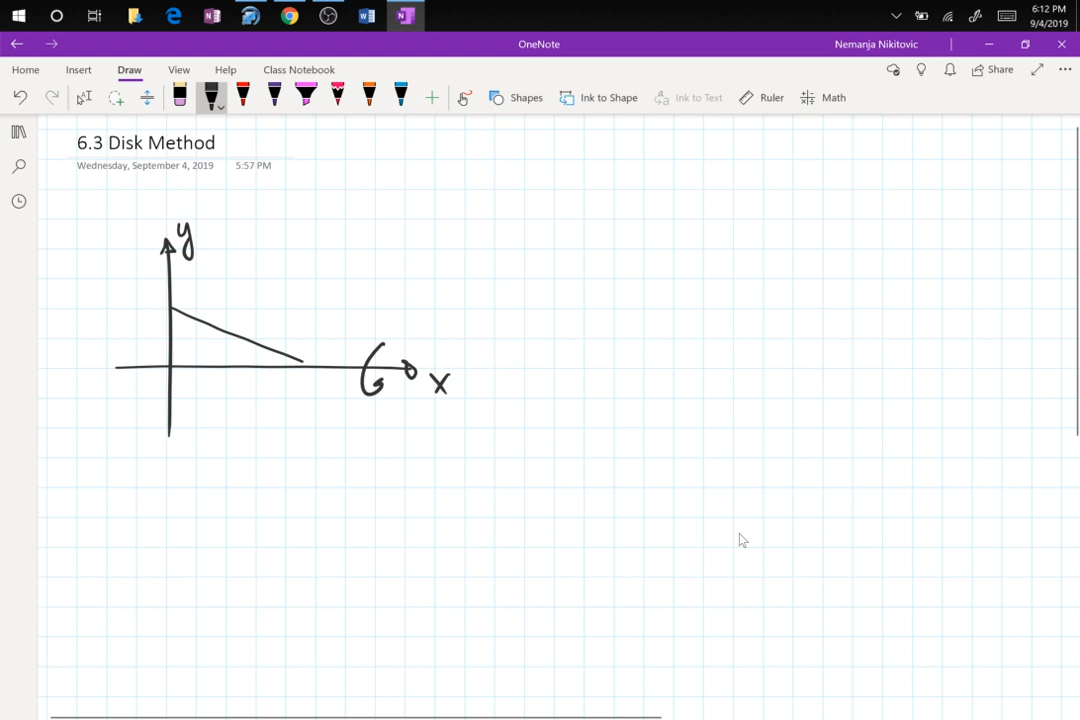 6:12 PM
9/4/2019
OneNote
Nemanja Nikitovic
Home Insert Draw View Help Class Notebook
Share
Shapes Ink to Shape Ink to Text Ruler Math
6.3 Disk Method
Wednesday, September 4, 2019 5:57 PM
y
x